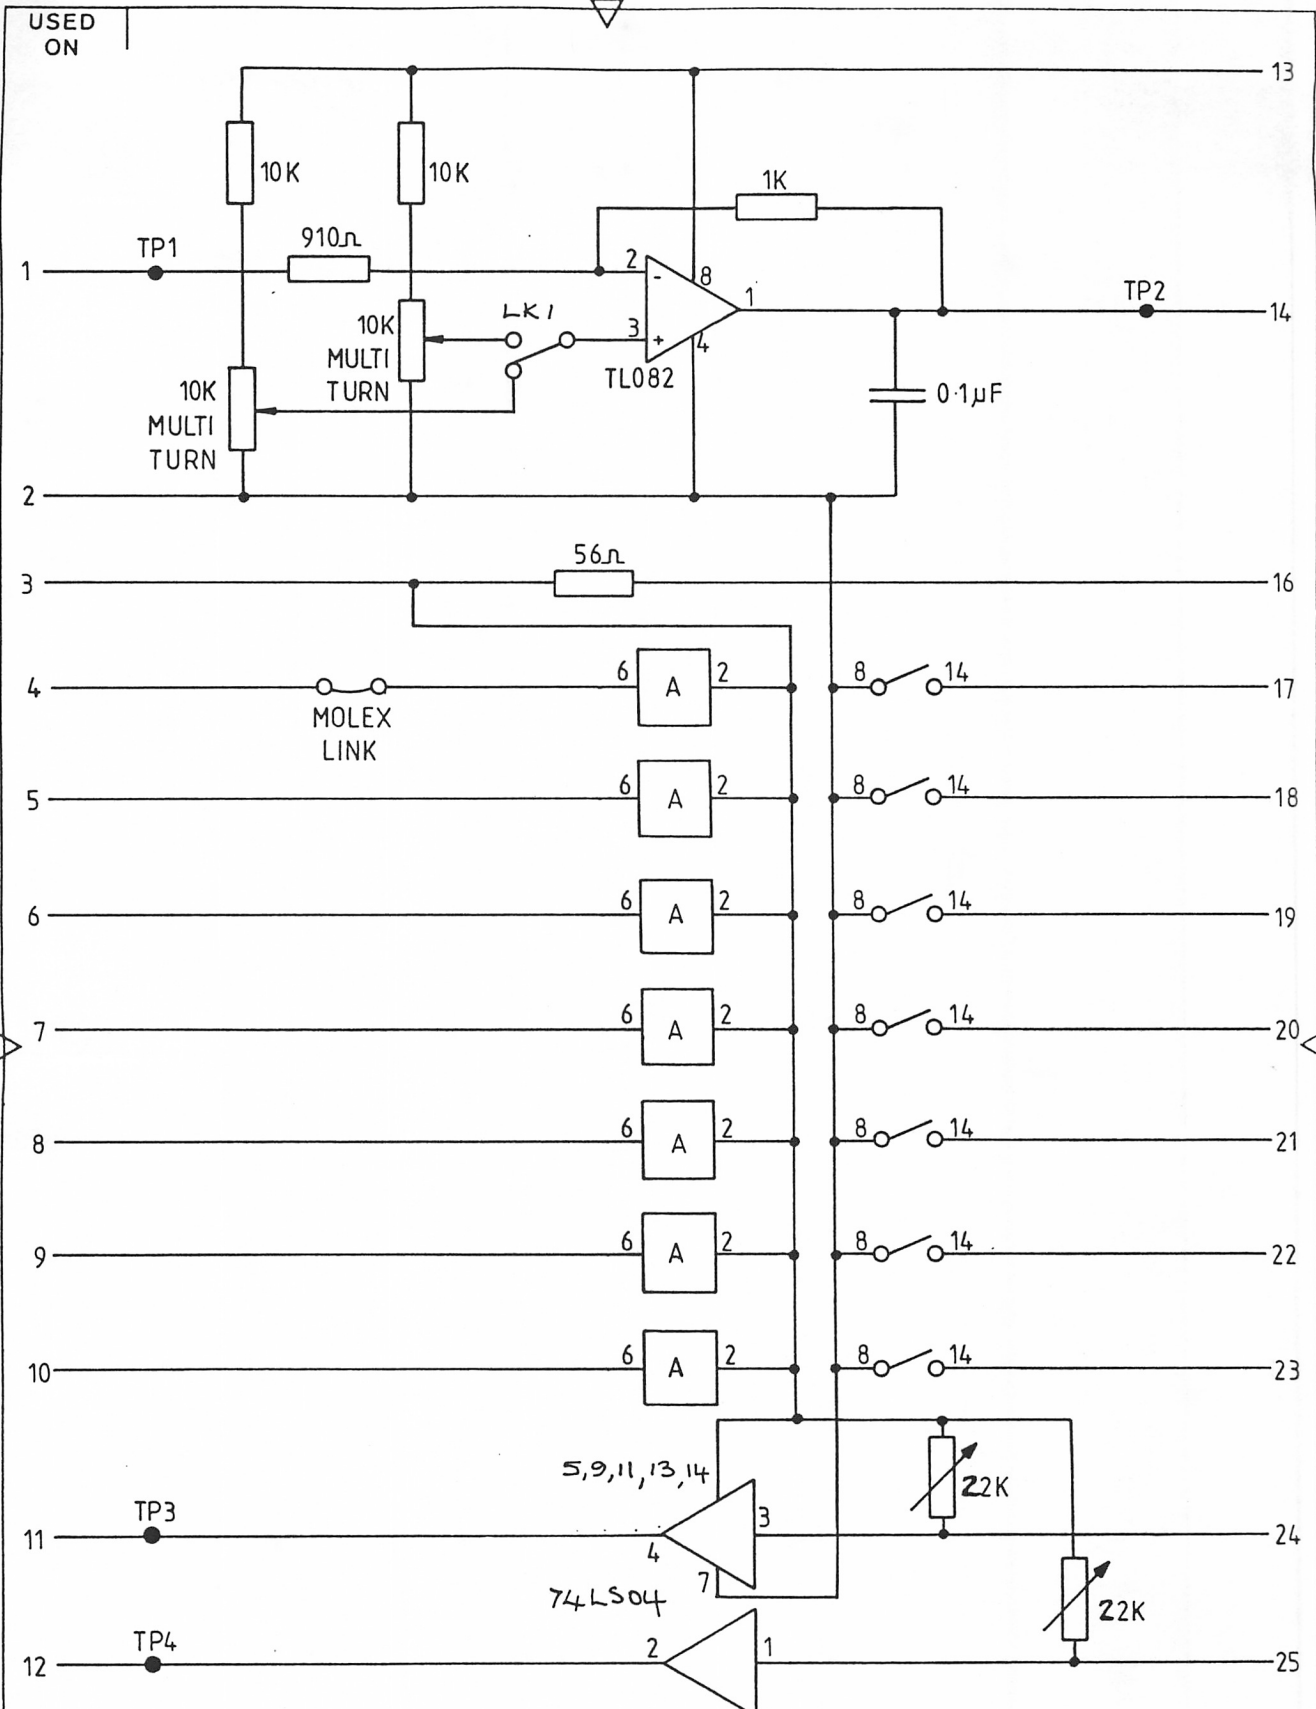 USED
ON
13
10K
10K
1K
TP1
910Ω
1
2
-
8
LK1
1
TP2
14
10K
MULTI
TURN
3
+
4
TL082
10K
MULTI
TURN
0·1µF
2
56Ω
3
16
4
6
A
2
8
14
17
MOLEX
LINK
5
6
A
2
8
14
18
6
6
A
2
8
14
19
7
6
A
2
8
14
20
8
6
A
2
8
14
21
9
6
A
2
8
14
22
10
6
A
2
8
14
23
5,9,11,13,14
22K
TP3
11
4
3
24
7
74LS04
22K
TP4
12
2
1
25